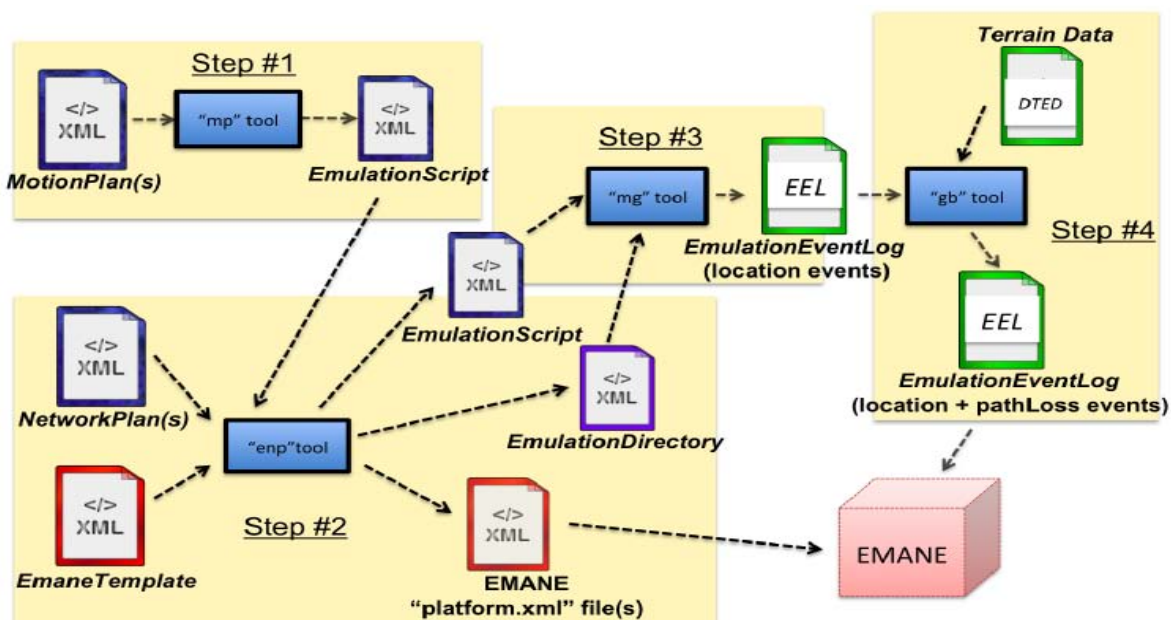 Step #1
</>
XML
MotionPlan(s)
"mp" tool
</>
XML
EmulationScript
Step #3
"mg" tool
EEL
EmulationEventLog
(location events)
Terrain Data
DTED
"gb" tool
Step #4
EEL
EmulationEventLog
(location + pathLoss events)
</>
XML
EmulationScript
</>
XML
NetworkPlan(s)
"enp"tool
</>
XML
EmulationDirectory
</>
XML
EmaneTemplate
Step #2
</>
XML
EMANE
"platform.xml" file(s)
EMANE